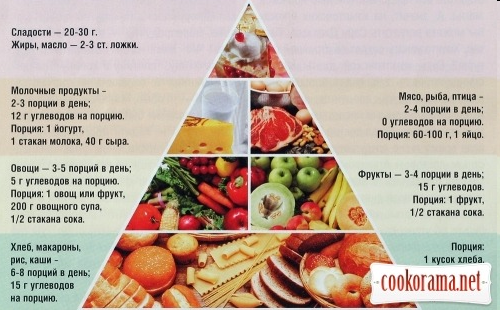 Сладости — 20-30 г.
Жиры, масло — 2-3 ст. ложки.
Молочные продукты -
2-3 порции в день;
12 г углеводов на порцию.
Порция: 1 йогурт,
1 стакан молока, 40 г сыра.
Мясо, рыба, птица -
2-4 порции в день;
0 углеводов на порцию.
Порция: 60-100 г, 1 яйцо.
Овощи — 3-5 порций в день;
5 г углеводов на порцию.
Порция: 1 овощ или фрукт,
200 г овощного супа,
1/2 стакана сока.
Фрукты — 3-4 порции в день;
15 г углеводов.
Порция: 1 фрукт,
1/2 стакана сока.
Хлеб, макароны,
рис, каши -
6-8 порций в день;
15 г углеводов
на порцию.
Порция:
1 кусок хлеба.
cookorama.net